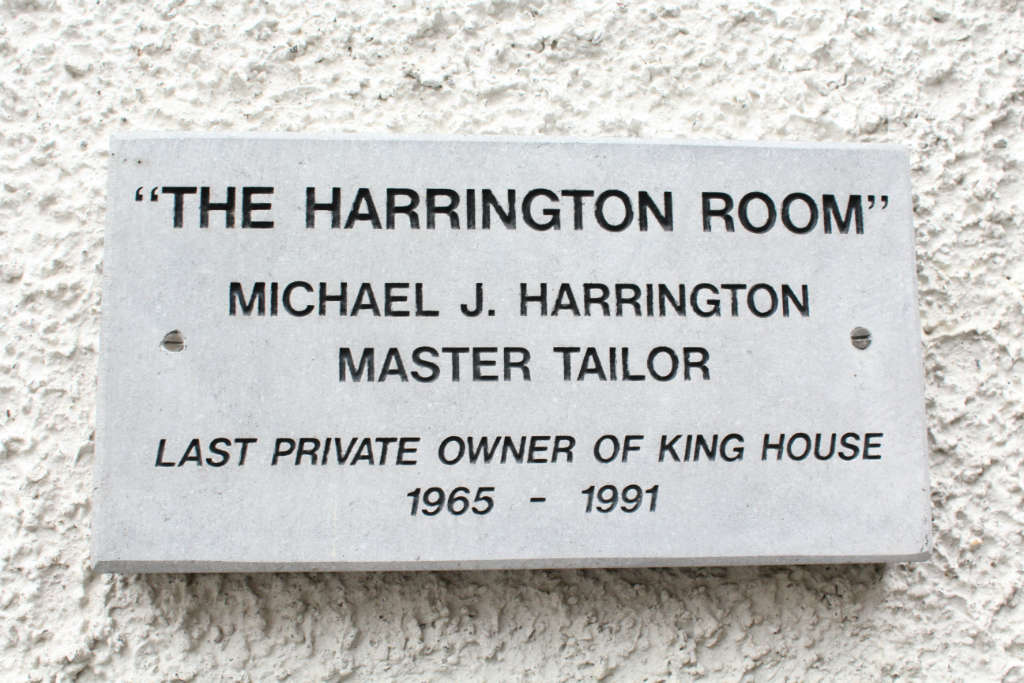 “THE HARRINGTON ROOM”
MICHAEL J. HARRINGTON
MASTER TAILOR
LAST PRIVATE OWNER OF KING HOUSE
1965 - 1991